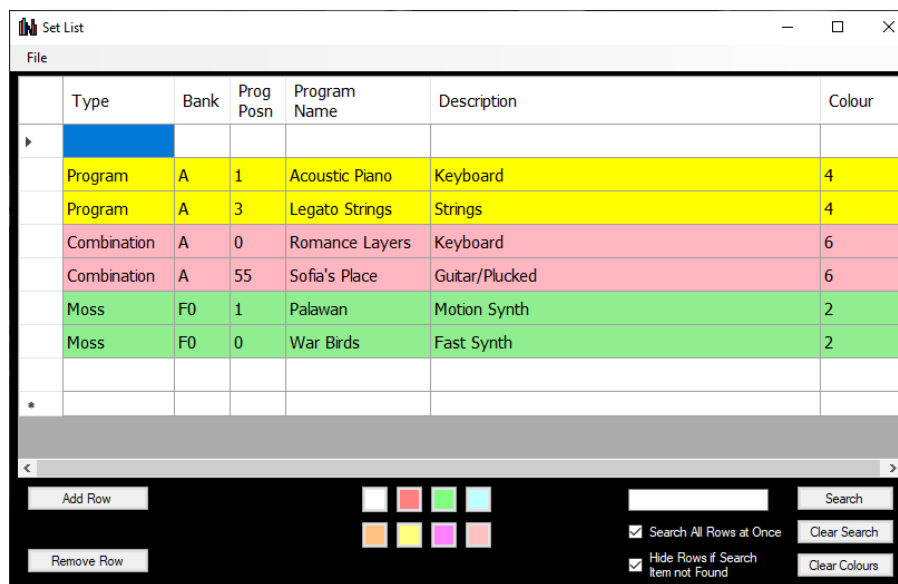 Set List
File
Type Bank Prog Posn Program Name Description Colour
Program A 1 Acoustic Piano Keyboard 4
Program A 3 Legato Strings Strings 4
Combination A 0 Romance Layers Keyboard 6
Combination A 55 Sofia's Place Guitar/Plucked 6
Moss F0 1 Palawan Motion Synth 2
Moss F0 0 War Birds Fast Synth 2
*
Add Row Search
Search All Rows at Once Clear Search
Remove Row Hide Rows if Search Item not Found Clear Colours